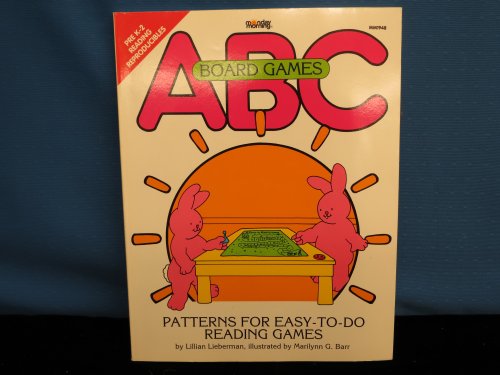 PRE K-2
READING
REPRODUCIBLES
monday
morning
MM1948
ABC
BOARD GAMES
PATTERNS FOR EASY-TO-DO
READING GAMES
by Lillian Lieberman, illustrated by Marilynn G. Barr